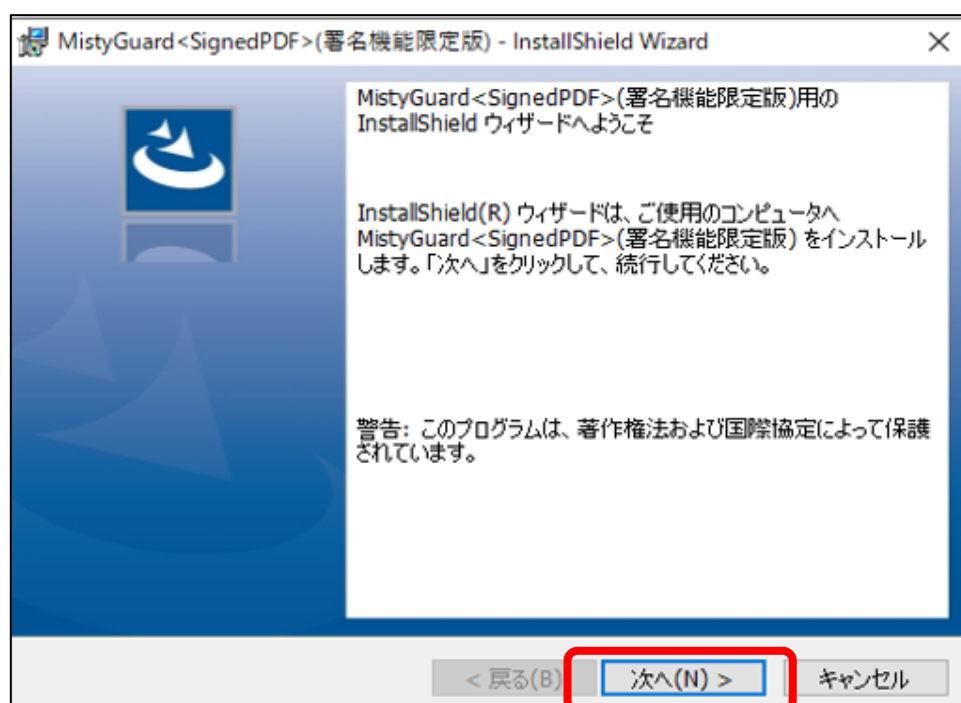 MistyGuard<SignedPDF>(署名機能限定版) - InstallShield Wizard
MistyGuard<SignedPDF>(署名機能限定版)用の
InstallShield ウィザードへようこそ
InstallShield(R) ウィザードは、ご使用のコンピュータへ
MistyGuard<SignedPDF>(署名機能限定版) をインストール
します。「次へ」をクリックして、続行してください。
警告: このプログラムは、著作権法および国際協定によって保護
されています。
< 戻る(B) 次へ(N) > キャンセル